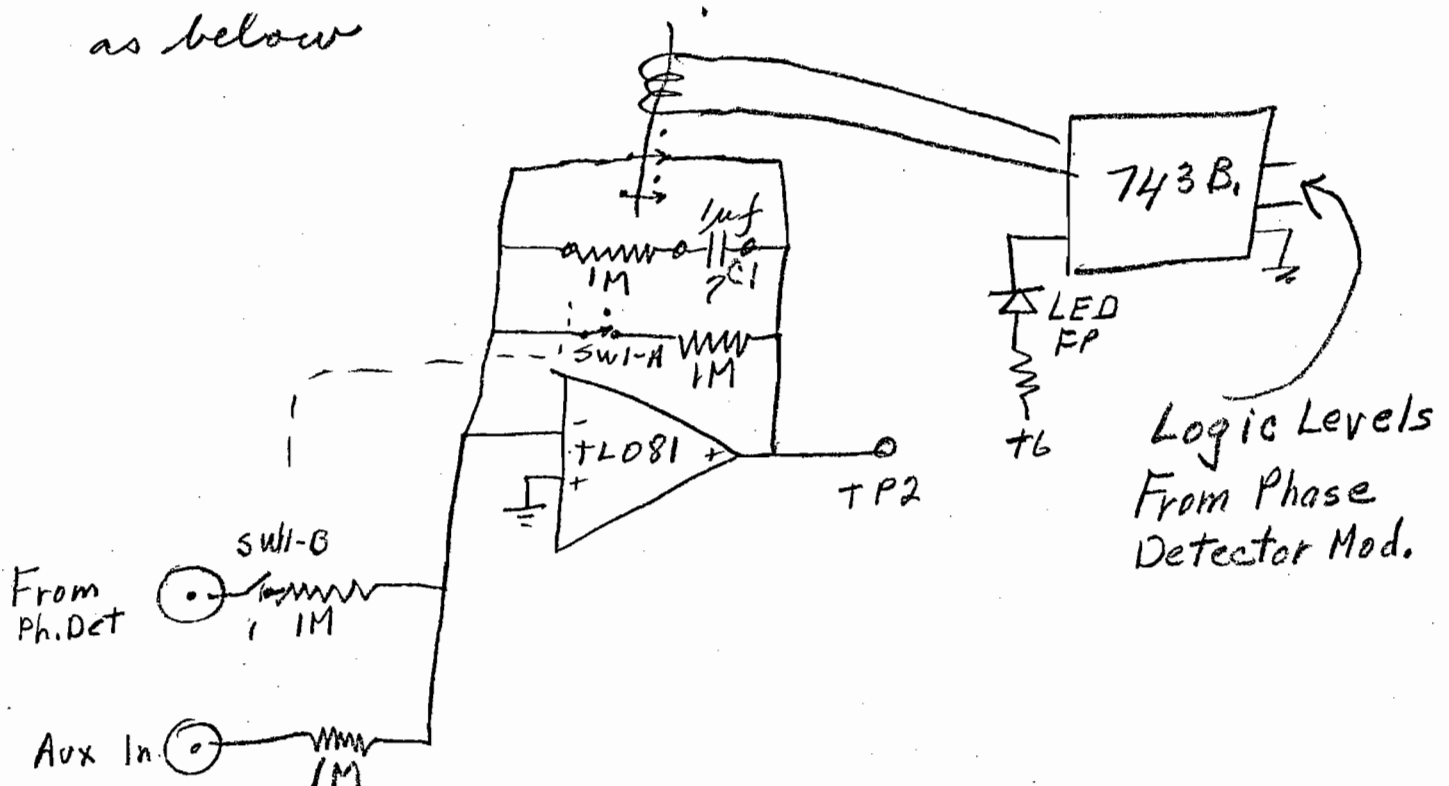 as below
743B.
1µf
1M
C1
SW1-A
1M
LED
FP
+6
-
TL081
+
+
TP2
Logic Levels
From Phase
Detector Mod.
SW1-B
From
Ph.Det
1M
Aux In
1M